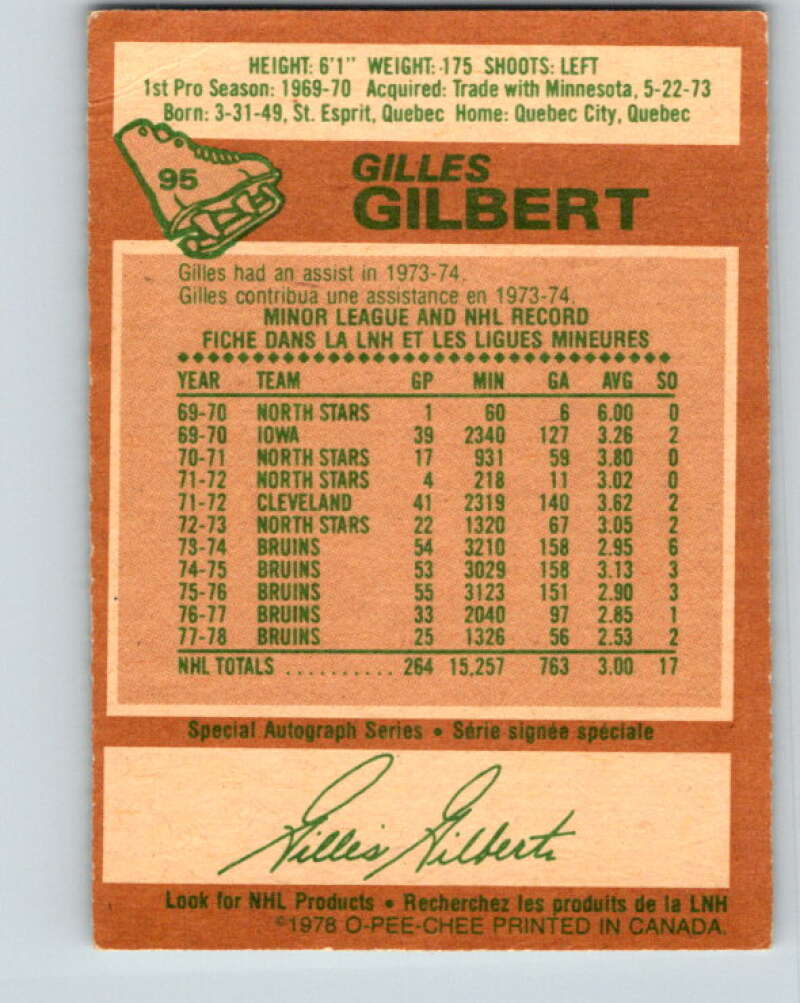 HEIGHT: 6'1" WEIGHT: 175 SHOOTS: LEFT
1st Pro Season: 1969-70 Acquired: Trade with Minnesota, 5-22-73
Born: 3-31-49, St. Esprit, Quebec Home: Quebec City, Quebec
95
GILLES
GILBERT
Gilles had an assist in 1973-74.
Gilles contribua une assistance en 1973-74.
MINOR LEAGUE AND NHL RECORD
FICHE DANS LA LNH ET LES LIGUES MINEURES
YEAR TEAM GP MIN GA AVG SO
69-70 NORTH STARS 1 60 6 6.00 0
69-70 IOWA 39 2340 127 3.26 2
70-71 NORTH STARS 17 931 59 3.80 0
71-72 NORTH STARS 4 218 11 3.02 0
71-72 CLEVELAND 41 2319 140 3.62 2
72-73 NORTH STARS 22 1320 67 3.05 2
73-74 BRUINS 54 3210 158 2.95 6
74-75 BRUINS 53 3029 158 3.13 3
75-76 BRUINS 55 3123 151 2.90 3
76-77 BRUINS 33 2040 97 2.85 1
77-78 BRUINS 25 1326 56 2.53 2
NHL TOTALS .......... 264 15,257 763 3.00 17
Special Autograph Series • Série signée spéciale
Gilles Gilbert
Look for NHL Products • Recherchez les produits de la LNH
©1978 O-PEE-CHEE PRINTED IN CANADA.